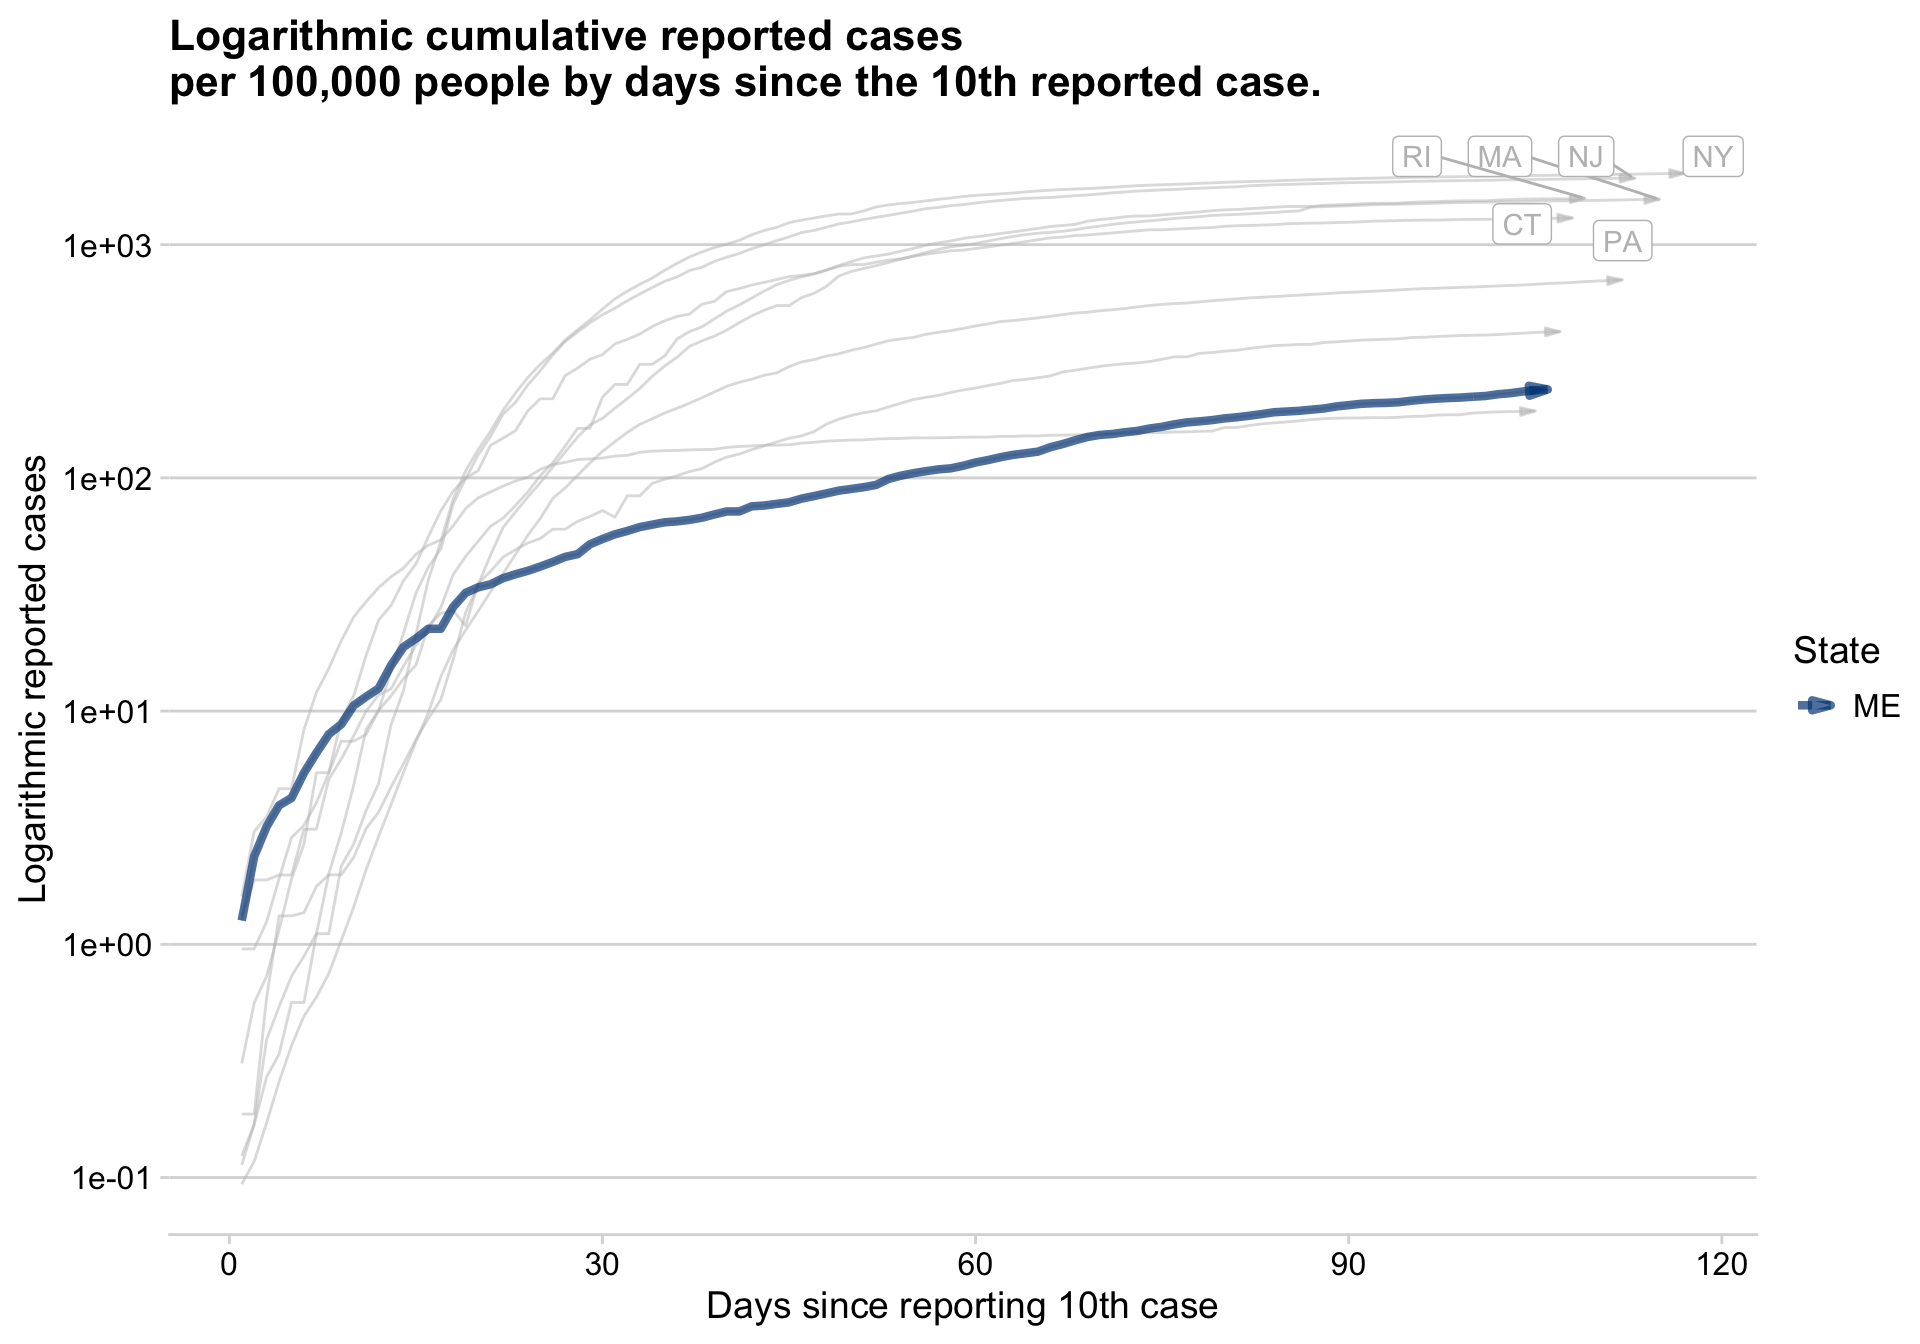 Logarithmic cumulative reported cases
per 100,000 people by days since the 10th reported case.
RI
MA
NJ
NY
CT
PA
1e+03
1e+02
1e+01
1e+00
1e-01
Logarithmic reported cases
State
ME
0
30
60
90
120
Days since reporting 10th case